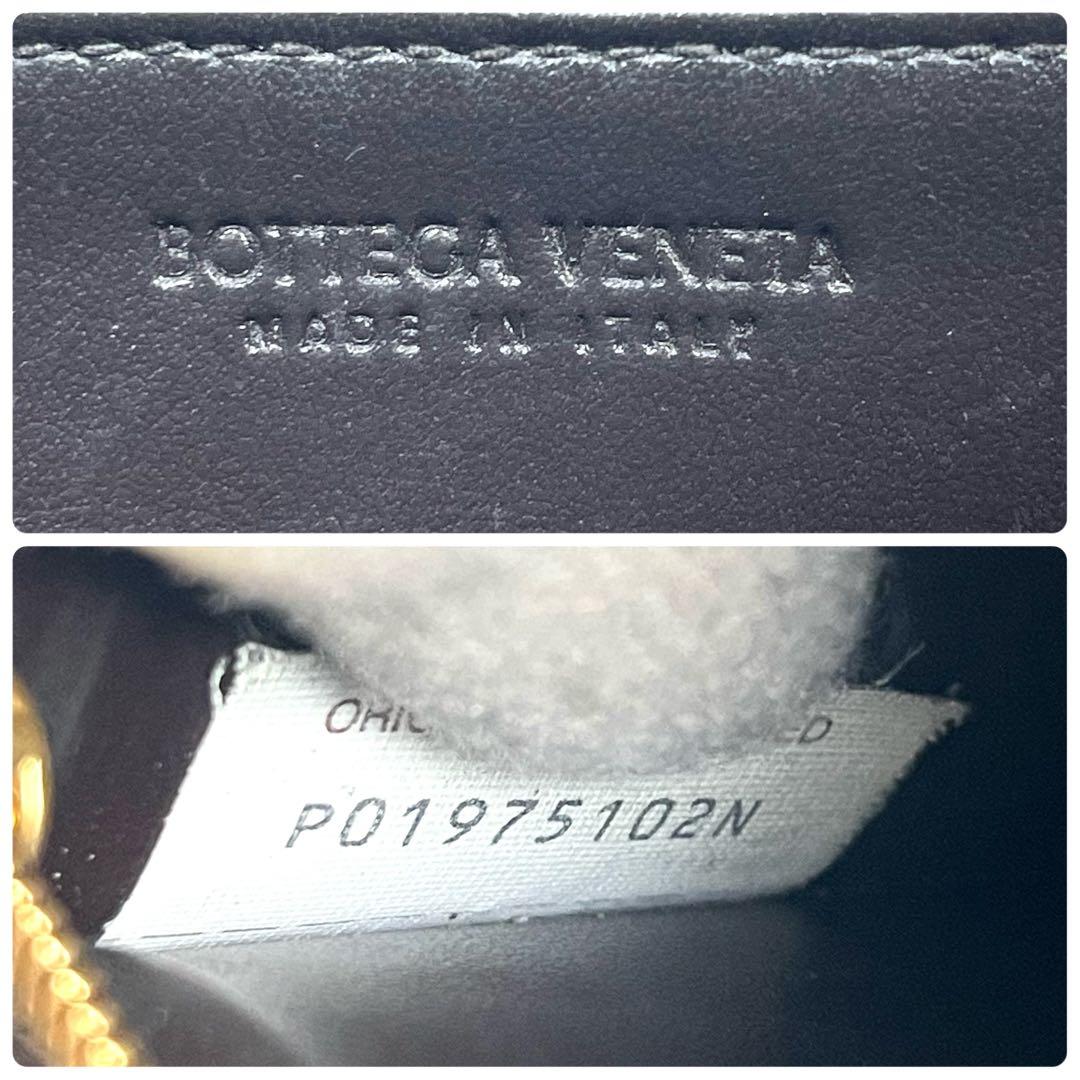 BOTTEGA VENETA
MADE IN ITALY
P01975102N